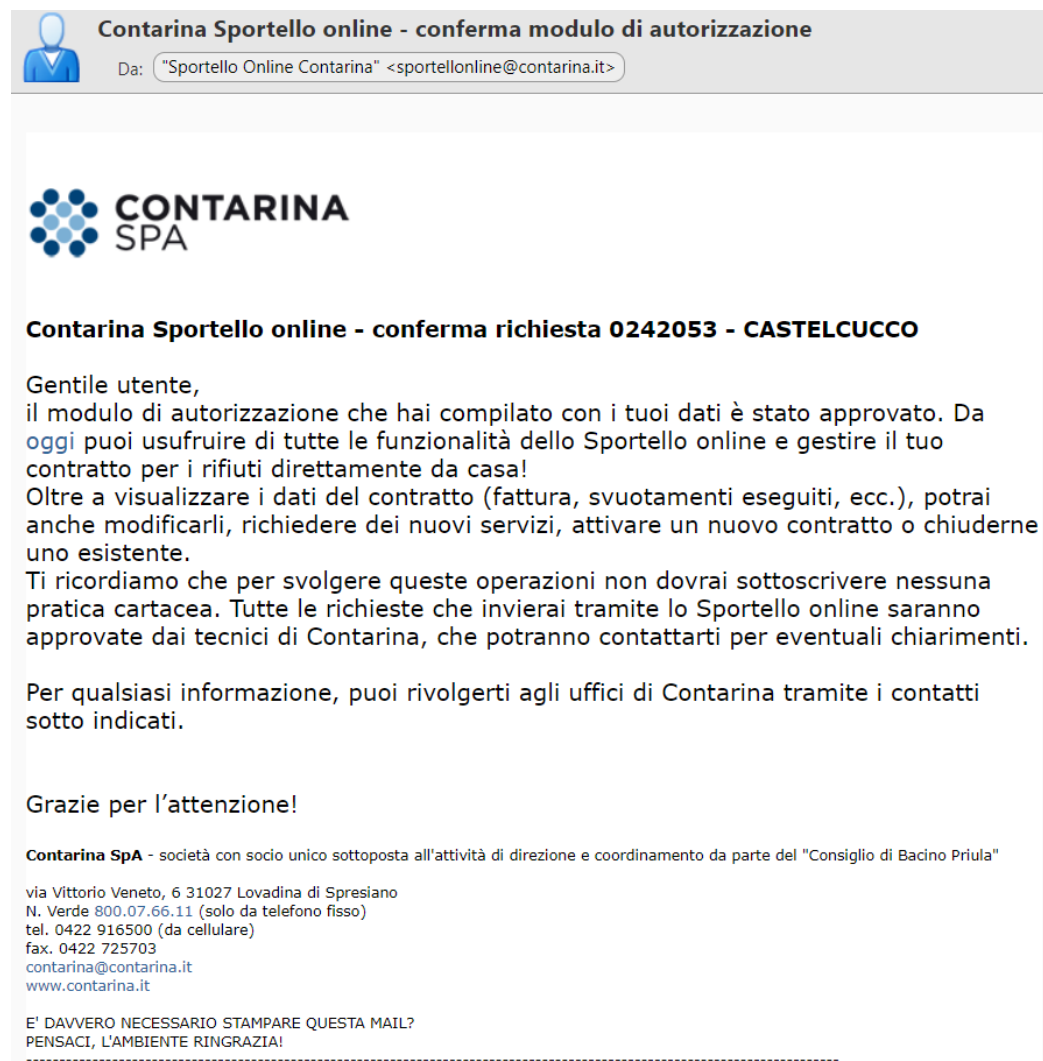 Contarina Sportello online - conferma modulo di autorizzazione
Da: "Sportello Online Contarina" <sportellonline@contarina.it>
CONTARINA
SPA
Contarina Sportello online - conferma richiesta 0242053 - CASTELCUCCO
Gentile utente,
il modulo di autorizzazione che hai compilato con i tuoi dati è stato approvato. Da
oggi puoi usufruire di tutte le funzionalità dello Sportello online e gestire il tuo
contratto per i rifiuti direttamente da casa!
Oltre a visualizzare i dati del contratto (fattura, svuotamenti eseguiti, ecc.), potrai
anche modificarli, richiedere dei nuovi servizi, attivare un nuovo contratto o chiuderne
uno esistente.
Ti ricordiamo che per svolgere queste operazioni non dovrai sottoscrivere nessuna
pratica cartacea. Tutte le richieste che invierai tramite lo Sportello online saranno
approvate dai tecnici di Contarina, che potranno contattarti per eventuali chiarimenti.
Per qualsiasi informazione, puoi rivolgerti agli uffici di Contarina tramite i contatti
sotto indicati.
Grazie per l’attenzione!
Contarina SpA - società con socio unico sottoposta all'attività di direzione e coordinamento da parte del "Consiglio di Bacino Priula"
via Vittorio Veneto, 6 31027 Lovadina di Spresiano
N. Verde 800.07.66.11 (solo da telefono fisso)
tel. 0422 916500 (da cellulare)
fax. 0422 725703
contarina@contarina.it
www.contarina.it
E' DAVVERO NECESSARIO STAMPARE QUESTA MAIL?
PENSACI, L'AMBIENTE RINGRAZIA!